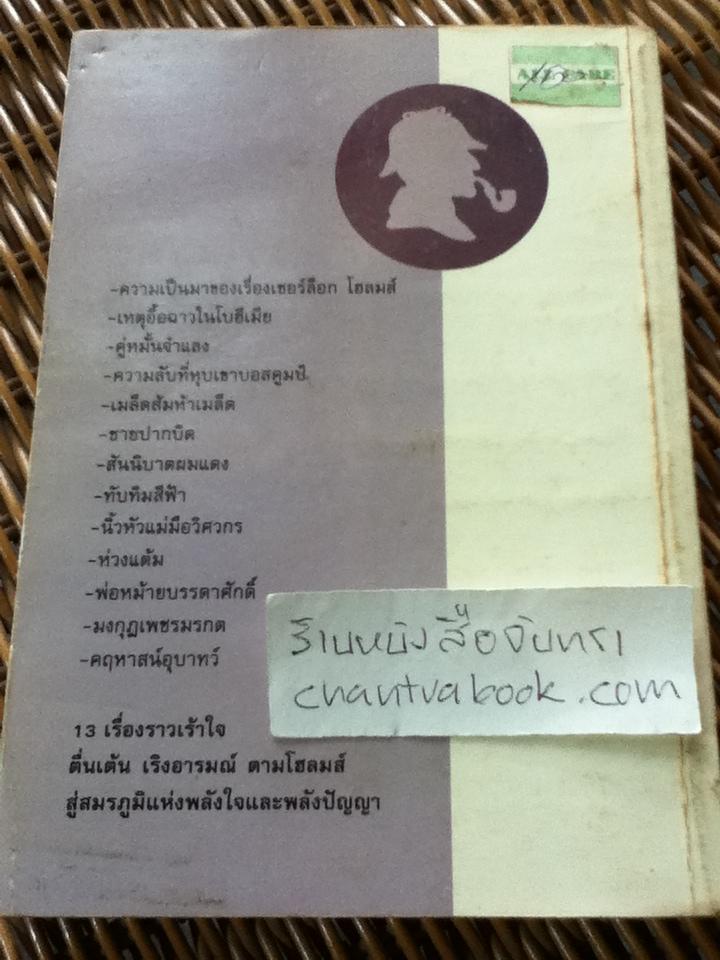 -ความเป็นมาของเรื่องเชอร์ล็อก โฮลมส์
-เหตุอื้อฉาวในโบฮีเมีย
-คู่หมั้นจำแลง
-ความลับที่หุบเขาบอสคูมบ์
-เมล็ดส้มห้าเมล็ด
-ชายปากบิด
-สันนิบาตผมแดง
-ทับทิมสีฟ้า
-นิ้วหัวแม่มือวิศวกร
-ห่วงแต้ม
-พ่อหม้ายบรรดาศักดิ์
-มงกุฎเพชรมรกต
-คฤหาสน์อุบาทว์
ร้านหนังสือจันทรา
chantrabook.com
13 เรื่องราวเร้าใจ
ตื่นเต้น เริงอารมณ์ ตามโฮลมส์
สู่สมรภูมิแห่งพลังใจและพลังปัญญา